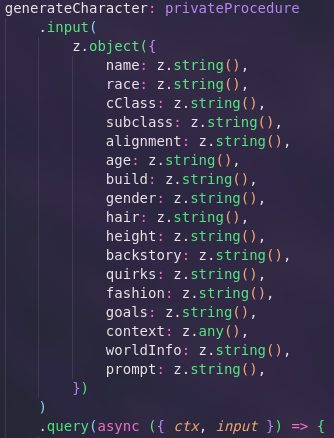 generateCharacter: privateProcedure
.input(
z.object({
name: z.string(),
race: z.string(),
cClass: z.string(),
subclass: z.string(),
alignment: z.string(),
age: z.string(),
build: z.string(),
gender: z.string(),
hair: z.string(),
height: z.string(),
backstory: z.string(),
quirks: z.string(),
fashion: z.string(),
goals: z.string(),
context: z.any(),
worldInfo: z.string(),
prompt: z.string(),
})
)
.query(async ({ ctx, input }) => {